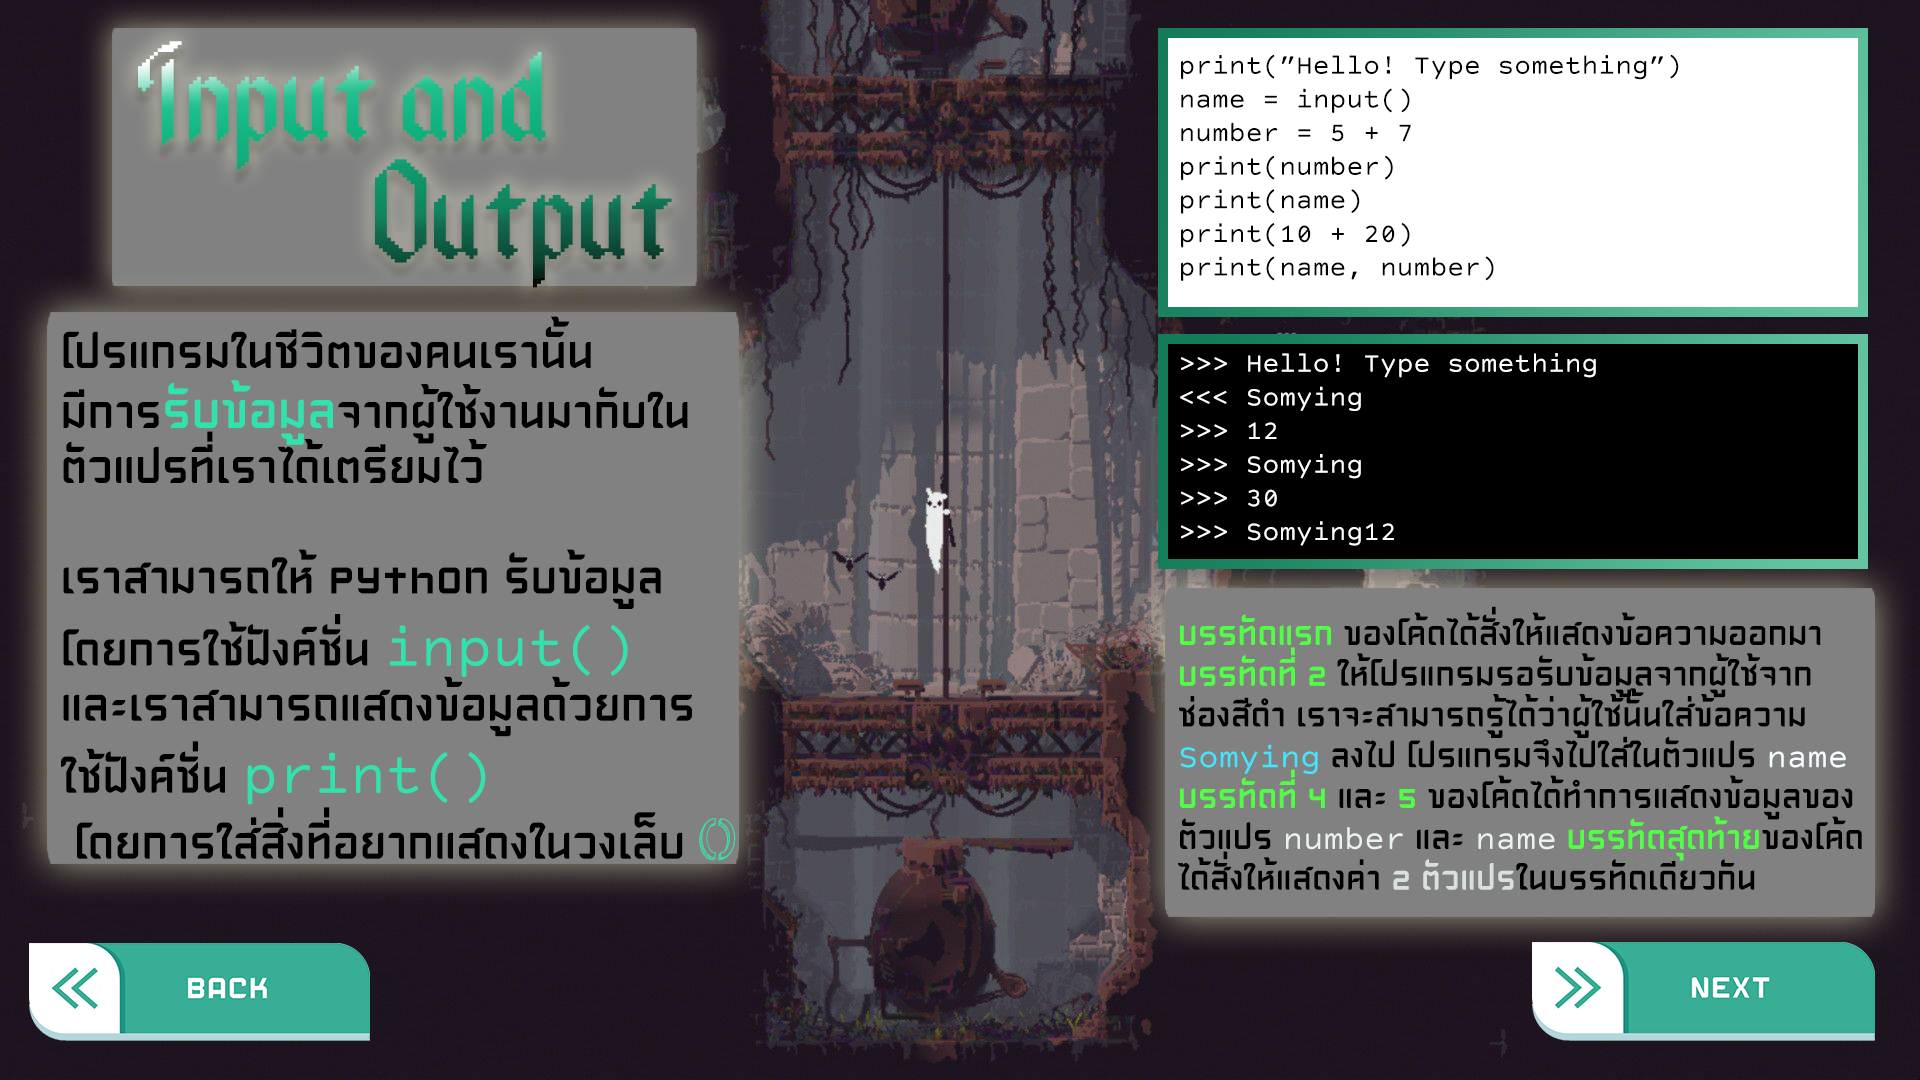 Input and
Output
โปรแกรมในชีวิตของคนเรานั้น
มีการรับข้อมูลจากผู้ใช้งานมากับใน
ตัวแปรที่เราได้เตรียมไว้
เราสามารถให้ Python รับข้อมูล
โดยการใช้ฝังค์ชั่น input()
และเราสามารถแสดงข้อมูลด้วยการ
ใช้ฝังค์ชั่น print()
โดยการใส่สิ่งที่อยากแสดงในวงเล็บ ()
print(”Hello! Type something”)
name = input()
number = 5 + 7
print(number)
print(name)
print(10 + 20)
print(name, number)
>>> Hello! Type something
<<< Somying
>>> 12
>>> Somying
>>> 30
>>> Somying12
บรรทัดแรก ของโค้ดได้สั่งให้แสดงข้อความออกมา
บรรทัดที่ 2 ให้โปรแกรมรอรับข้อมูลจากผู้ใช้จาก
ช่องสีดำ เราจะสามารถรู้ได้ว่าผู้ใช้นั้นใส่ข้อความ
Somying ลงไป โปรแกรมจึงไปใส่ในตัวแปร name
บรรทัดที่ 4 และ 5 ของโค้ดได้ทำการแสดงข้อมูลของ
ตัวแปร number และ name บรรทัดสุดท้ายของโค้ด
ได้สั่งให้แสดงค่า 2 ตัวแปรในบรรทัดเดียวกัน
BACK
NEXT